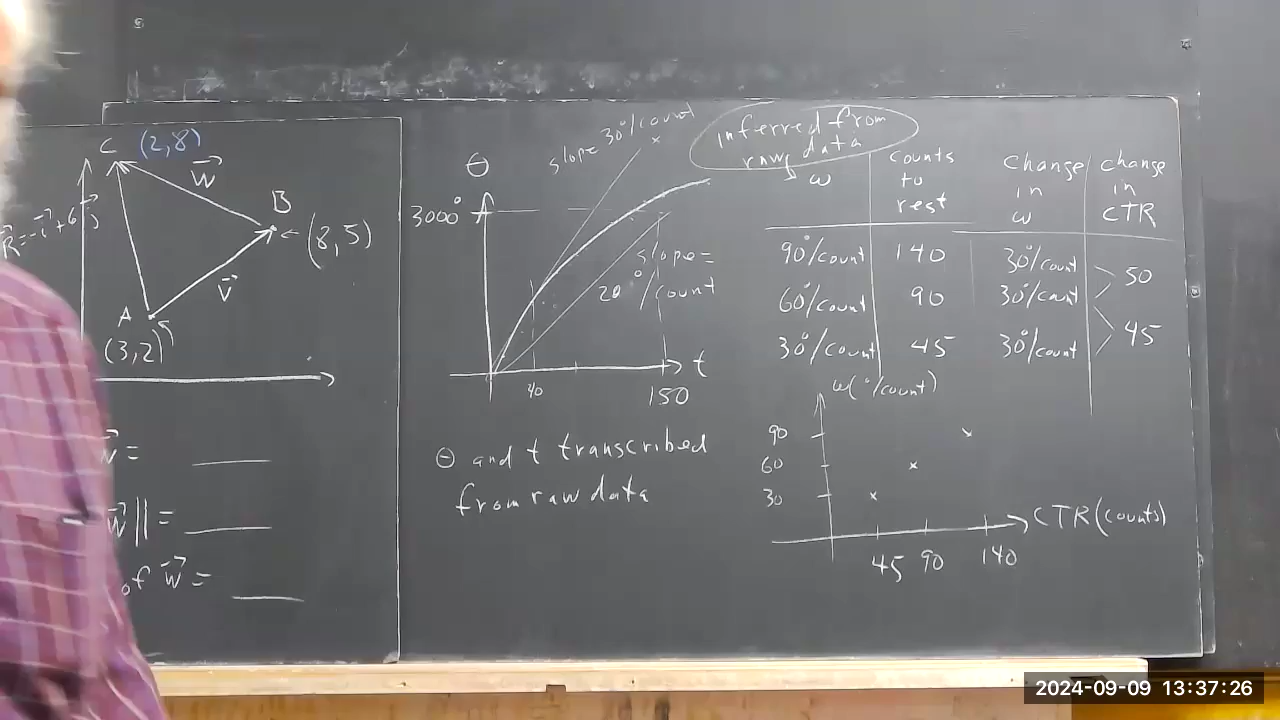 C (2,8)
w
B
R = -i + 6 j
(8,5)
v
A
(3,2)
w =
w || =
of w =
θ
slope 30°/count
3000°
slope =
20°/count
t
40
150
θ and t transcribed
from raw data
inferred from
raw data
ω
counts
to
rest
change
in
ω
change
in
CTR
90°/count 140 30°/count
50
60°/count 90 30°/count
45
30°/count 45 30°/count
ω(°/count)
90
60
30
CTR(counts)
45 90 140
2024-09-09 13:37:26